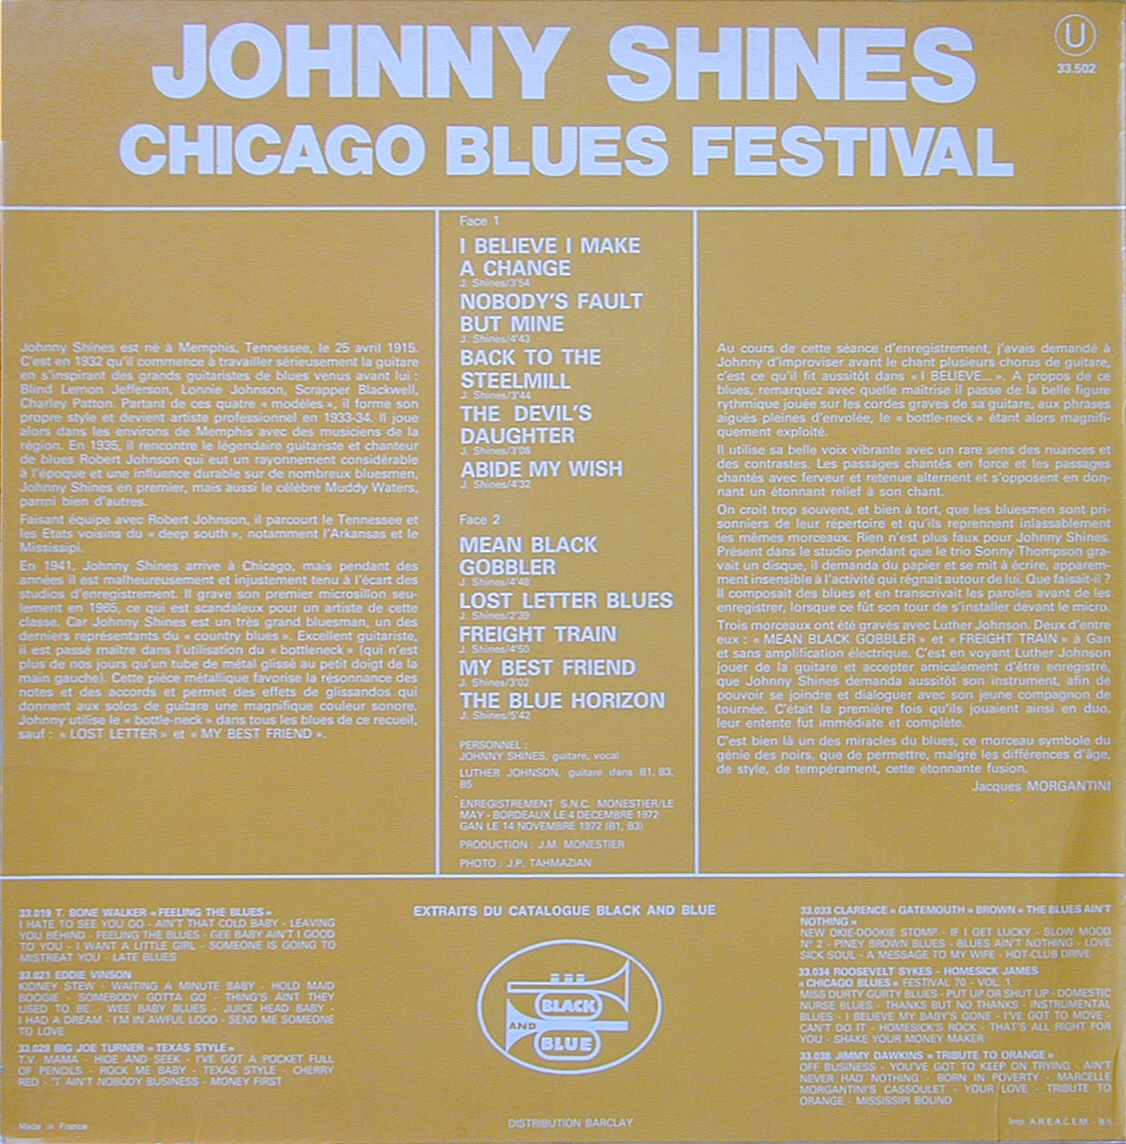 JOHNNY SHINES
CHICAGO BLUES FESTIVAL
U
33.502
Johnny Shines est né à Memphis, Tennessee, le 25 avril 1915.
C'est en 1932 qu'il commence à travailler sérieusement la guitare
en s'inspirant des grands guitaristes de blues venus avant lui :
Blind Lemon Jefferson, Lonnie Johnson, Scrapper Blackwell,
Charley Patton. Partant de ces quatre « modèles », il forme son
propre style et devient artiste professionnel en 1933-34. Il joue
alors dans les environs de Memphis avec des musiciens de la
région. En 1935, il rencontre le légendaire guitariste et chanteur
de blues Robert Johnson qui eut un rayonnement considérable
à l'époque et une influence durable sur de nombreux bluesmen,
Johnny Shines en premier, mais aussi le célèbre Muddy Waters,
parmi bien d'autres.
Faisant équipe avec Robert Johnson, il parcourt le Tennessee et
les Etats voisins du « deep south », notamment l'Arkansas et le
Mississipi.
En 1941, Johnny Shines arrive à Chicago, mais pendant des
années il est malheureusement et injustement tenu à l'écart des
studios d'enregistrement. Il grave son premier microsillon seu-
lement en 1965, ce qui est scandaleux pour un artiste de cette
classe. Car Johnny Shines est un très grand bluesman, un des
derniers représentants du « country blues ». Excellent guitariste,
il est passé maître dans l'utilisation du « bottleneck » (qui n'est
plus de nos jours qu'un tube de métal glissé au petit doigt de la
main gauche). Cette pièce métallique favorise la résonnance des
notes et des accords et permet des effets de glissandos qui
donnent aux solos de guitare une magnifique couleur sonore.
Johnny utilise le « bottle-neck » dans tous les blues de ce recueil,
sauf : « LOST LETTER » et « MY BEST FRIEND ».
Face 1
I BELIEVE I MAKE
A CHANGE
J. Shines/3'54
NOBODY'S FAULT
BUT MINE
J. Shines/4'43
BACK TO THE
STEELMILL
J. Shines/3'44
THE DEVIL'S
DAUGHTER
J. Shines/3'08
ABIDE MY WISH
J. Shines/4'32
Face 2
MEAN BLACK
GOBBLER
J. Shines/4'48
LOST LETTER BLUES
J. Shines/2'39
FREIGHT TRAIN
J. Shines/4'50
MY BEST FRIEND
J. Shines/3'02
THE BLUE HORIZON
J. Shines/5'42
PERSONNEL :
JOHNNY SHINES, guitare, vocal
LUTHER JOHNSON, guitare dans B1, B3,
B5
ENREGISTREMENT S.N.C. MONESTIER/LE
MAY - BORDEAUX LE 4 DECEMBRE 1972
GAN LE 14 NOVEMBRE 1972 (B1, B3)
PRODUCTION : J.M. MONESTIER
PHOTO : J.P. TAHMAZIAN
Au cours de cette séance d'enregistrement, j'avais demandé à
Johnny d'improviser avant le chant plusieurs chorus de guitare,
c'est ce qu'il fit aussitôt dans « I BELIEVE... ». A propos de ce
blues, remarquez avec quelle maîtrise il passe de la belle figure
rythmique jouée sur les cordes graves de sa guitare, aux phrases
aiguës pleines d'envolée, le « bottle-neck » étant alors magnifi-
quement exploité.
Il utilise sa belle voix vibrante avec un rare sens des nuances et
des contrastes. Les passages chantés en force et les passages
chantés avec ferveur et retenue alternent et s'opposent en don-
nant un étonnant relief à son chant.
On croit trop souvent, et bien à tort, que les bluesmen sont pri-
sonniers de leur répertoire et qu'ils reprennent inlassablement
les mêmes morceaux. Rien n'est plus faux pour Johnny Shines.
Présent dans le studio pendant que le trio Sonny Thompson gra-
vait un disque, il demanda du papier et se mit à écrire, apparem-
ment insensible à l'activité qui régnait autour de lui. Que faisait-il ?
Il composait des blues et en transcrivait les paroles avant de les
enregistrer, lorsque ce fût son tour de s'installer devant le micro.
Trois morceaux ont été gravés avec Luther Johnson. Deux d'entre
eux : « MEAN BLACK GOBBLER » et « FREIGHT TRAIN » à Gan
et sans amplification électrique. C'est en voyant Luther Johnson
jouer de la guitare et accepter amicalement d'être enregistré,
que Johnny Shines demanda aussitôt son instrument, afin de
pouvoir se joindre et dialoguer avec son jeune compagnon de
tournée. C'était la première fois qu'ils jouaient ainsi en duo,
leur entente fut immédiate et complète.
C'est bien là un des miracles du blues, ce morceau symbole du
génie des noirs, que de permettre, malgré les différences d'âge,
de style, de tempérament, cette étonnante fusion.
Jacques MORGANTINI
33.019 T. BONE WALKER « FEELING THE BLUES »
I HATE TO SEE YOU GO - AIN'T THAT COLD BABY - LEAVING
YOU BEHIND - FEELING THE BLUES - GEE BABY AIN'T I GOOD
TO YOU - I WANT A LITTLE GIRL - SOMEONE IS GOING TO
MISTREAT YOU - LATE BLUES
33.021 EDDIE VINSON
KIDNEY STEW - WAITING A MINUTE BABY - HOLD MAID
BOOGIE - SOMEBODY GOTTA GO - THING'S AINT THEY
USED TO BE - WEE BABY BLUES - JUICE HEAD BABY -
I HAD A DREAM - I'M IN AWFUL LOOD - SEND ME SOMEONE
TO LOVE
33.028 BIG JOE TURNER « TEXAS STYLE »
T.V. MAMA - HIDE AND SEEK - I'VE GOT A POCKET FULL
OF PENCILS - ROCK ME BABY - TEXAS STYLE - CHERRY
RED - 'T AIN'T NOBODY BUSINESS - MONEY FIRST
Made in France
EXTRAITS DU CATALOGUE BLACK AND BLUE
BLACK
AND
BLUE
DISTRIBUTION BARCLAY
33.033 CLARENCE « GATEMOUTH » BROWN « THE BLUES AIN'T
NOTHING »
NEW OKIE-DOOKIE STOMP - IF I GET LUCKY - SLOW MOOD
N° 2 - PINEY BROWN BLUES - BLUES AIN'T NOTHING - LOVE
SICK SOUL - A MESSAGE TO MY WIFE - HOT-CLUB DRIVE
33.034 ROOSEVELT SYKES - HOMESICK JAMES
« CHICAGO BLUES » FESTIVAL 70 - VOL. 1
MISS DURTY GURTY BLUES - PUT UP OR SHUT UP - DOMESTIC
NURSE BLUES - THANKS BUT NO THANKS - INSTRUMENTAL
BLUES - I BELIEVE MY BABY'S GONE - I'VE GOT TO MOVE -
CAN'T DO IT - HOMESICK'S ROCK - THAT'S ALL RIGHT FOR
YOU - SHAKE YOUR MONEY MAKER
33.038 JIMMY DAWKINS « TRIBUTE TO ORANGE »
OFF BUSINESS - YOU'VE GOT TO KEEP ON TRYING - AIN'T
NEVER HAD NOTHING - BORN IN POVERTY - MARCELLE
MORGANTINI'S CASSOULET - YOUR LOVE - TRIBUTE TO
ORANGE - MISSISSIPI BOUND
Imp. A.R.E.A.C.E.M. - B-5